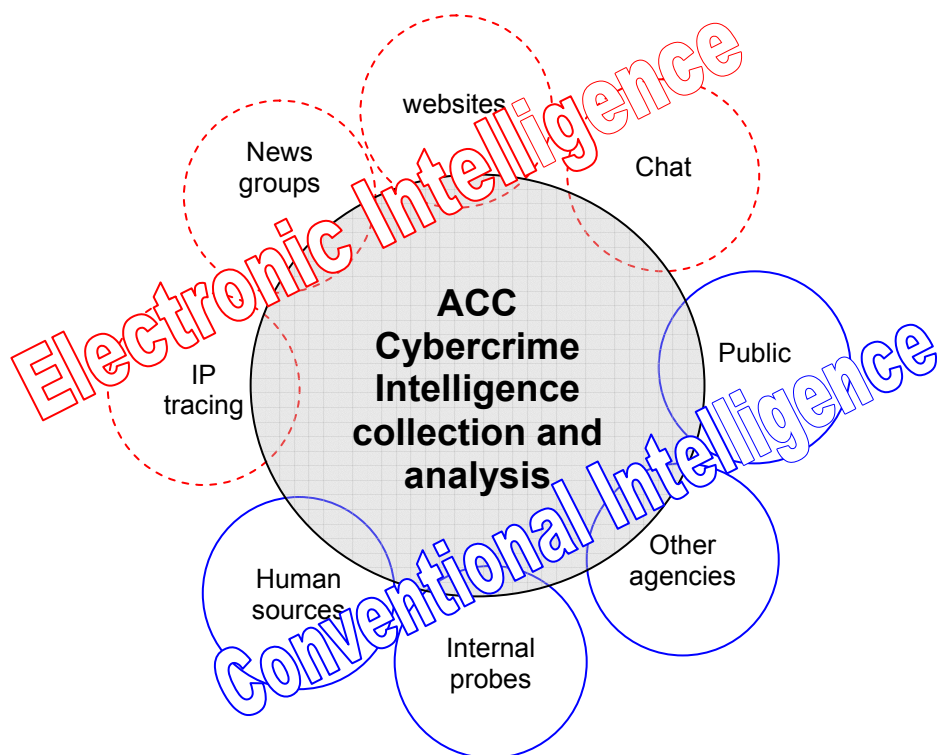 websites
News
groups
Chat
Electronic Intelligence
ACC
Cybercrime
Intelligence
collection and
analysis
IP
tracing
Public
Conventional Intelligence
Other
agencies
Human
sources
Internal
probes